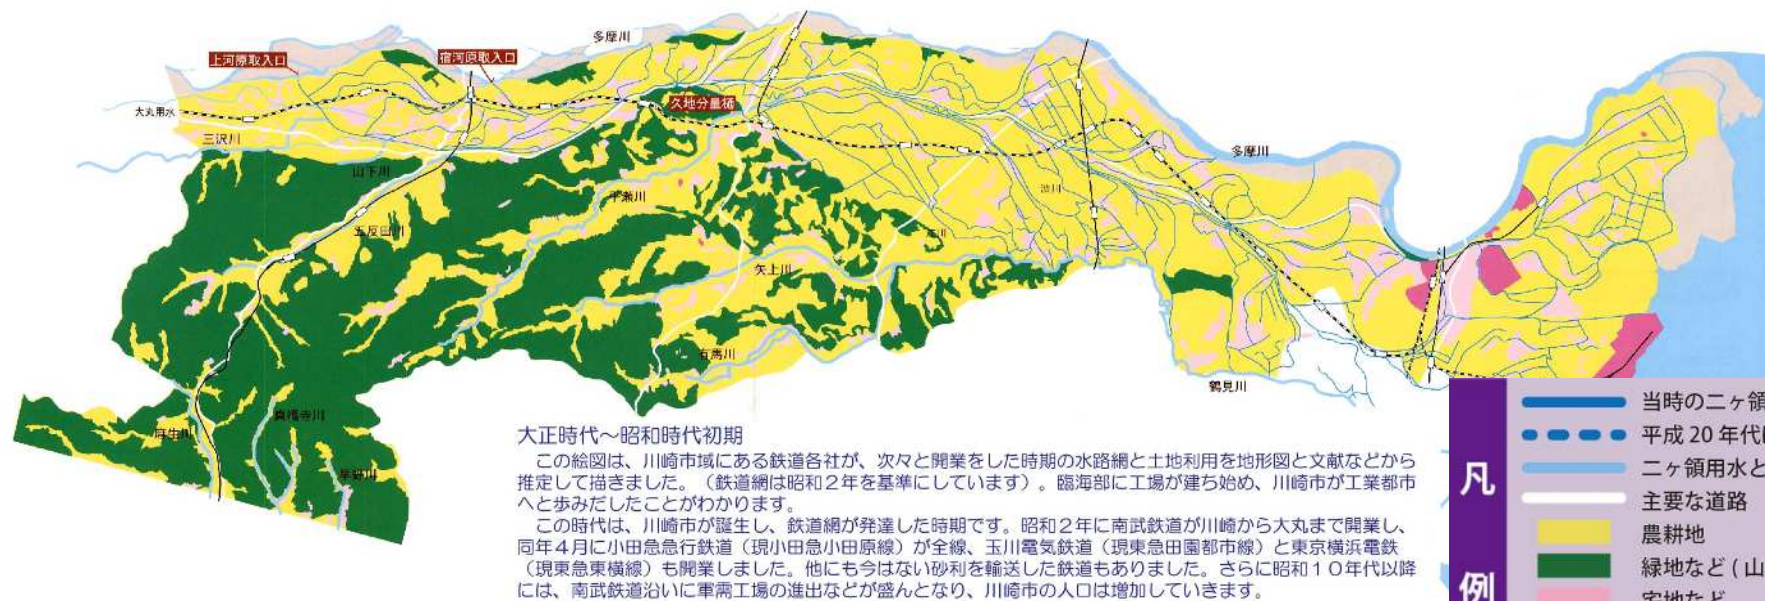 多摩川
上河原取入口
宿河原取入口
久地分量樋
大丸用水
三沢川
山下川
平瀬川
五反田川
多摩川
渋川
矢上川
有馬川
鶴見川
真福寺川
麻生川
早野川
大正時代～昭和時代初期
この絵図は、川崎市域にある鉄道各社が、次々と開業をした時期の水路網と土地利用を地形図と文献などから
推定して描きました。（鉄道網は昭和２年を基準にしています）。臨海部に工場が建ち始め、川崎市が工業都市
へと歩みだしたことがわかります。
この時代は、川崎市が誕生し、鉄道網が発達した時期です。昭和２年に南武鉄道が川崎から大丸まで開業し、
同年４月に小田急急行鉄道（現小田急小田原線）が全線、玉川電気鉄道（現東急田園都市線）と東京横浜電鉄
（現東急東横線）も開業しました。他にも今はない砂利を輸送した鉄道もありました。さらに昭和１０年代以降
には、南武鉄道沿いに軍需工場の進出などが盛んとなり、川崎市の人口は増加していきます。
凡例
当時の二ヶ領
平成 20 年代
二ヶ領用水と
主要な道路
農耕地
緑地など ( 山
宅地など